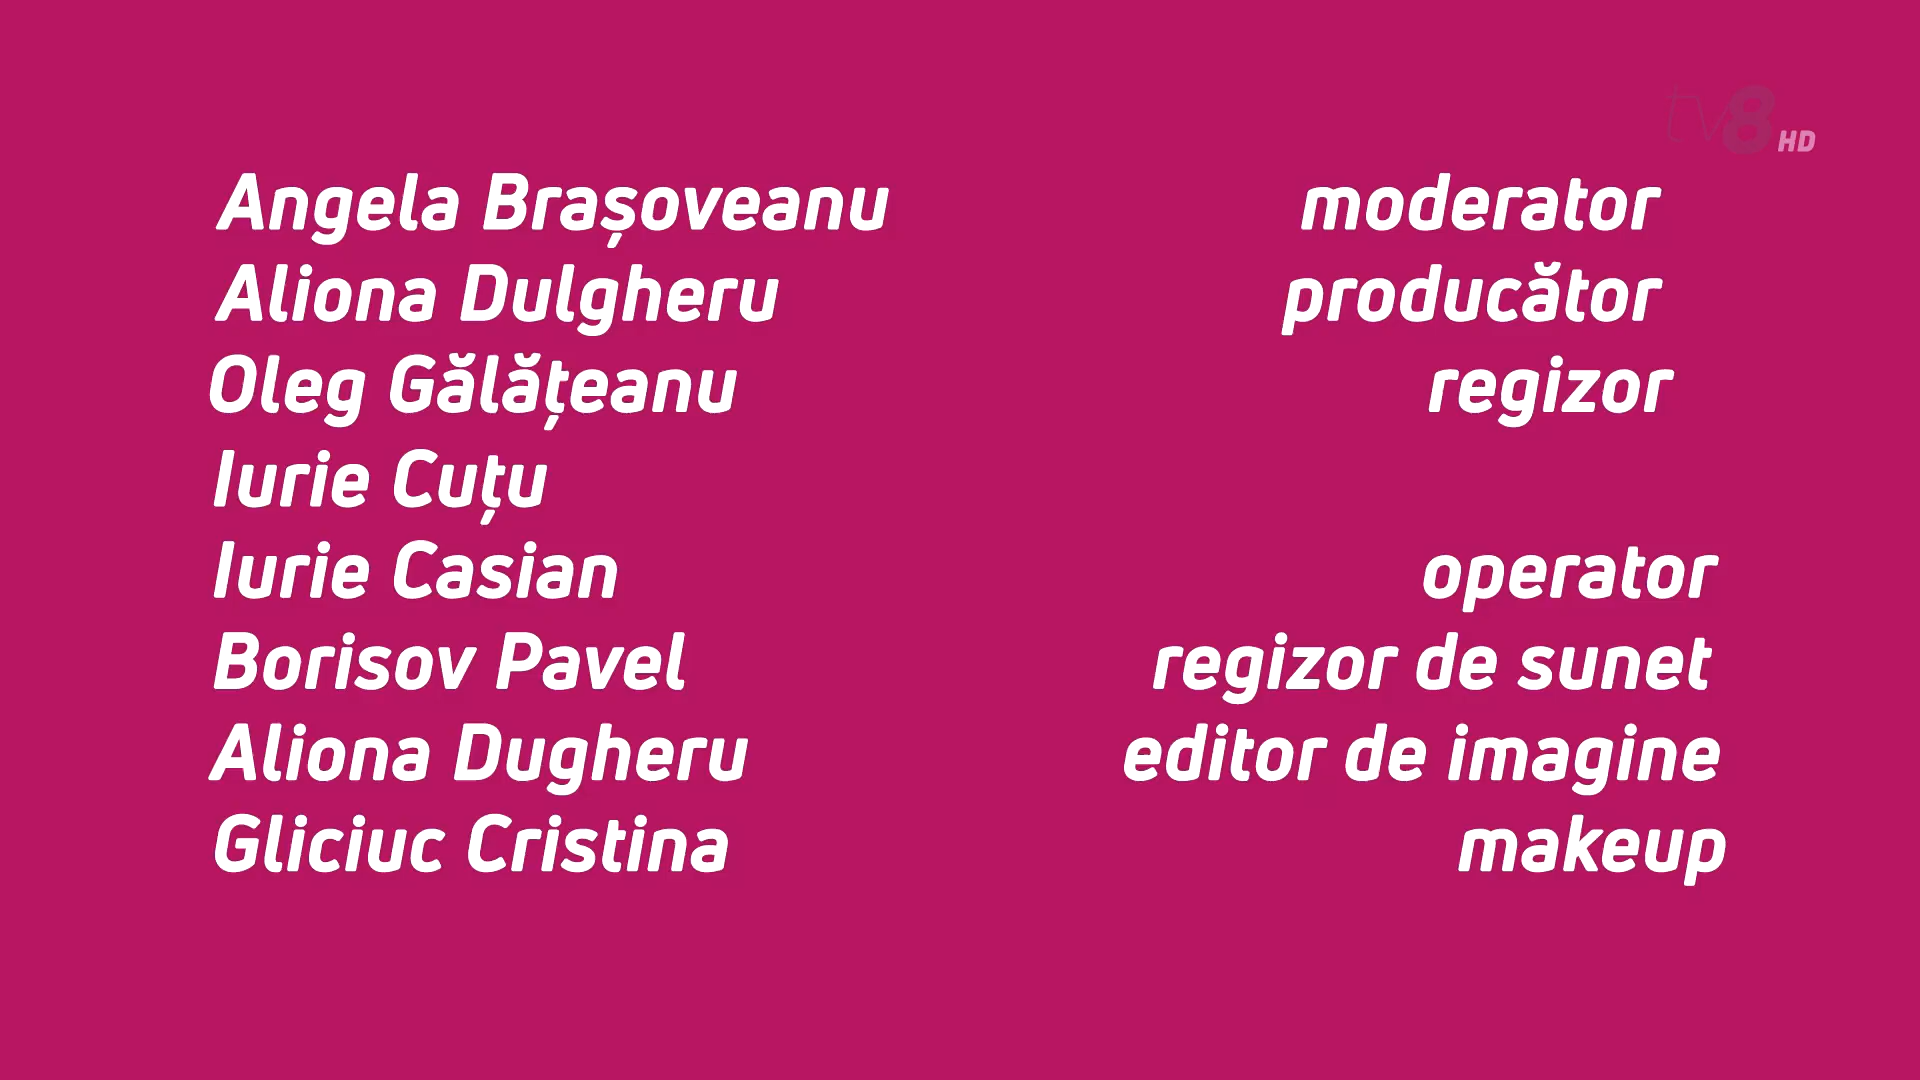 tv8 HD
Angela Brașoveanu moderator
Aliona Dulgheru producător
Oleg Gălățeanu regizor
Iurie Cuțu
Iurie Casian operator
Borisov Pavel regizor de sunet
Aliona Dugheru editor de imagine
Gliciuc Cristina makeup